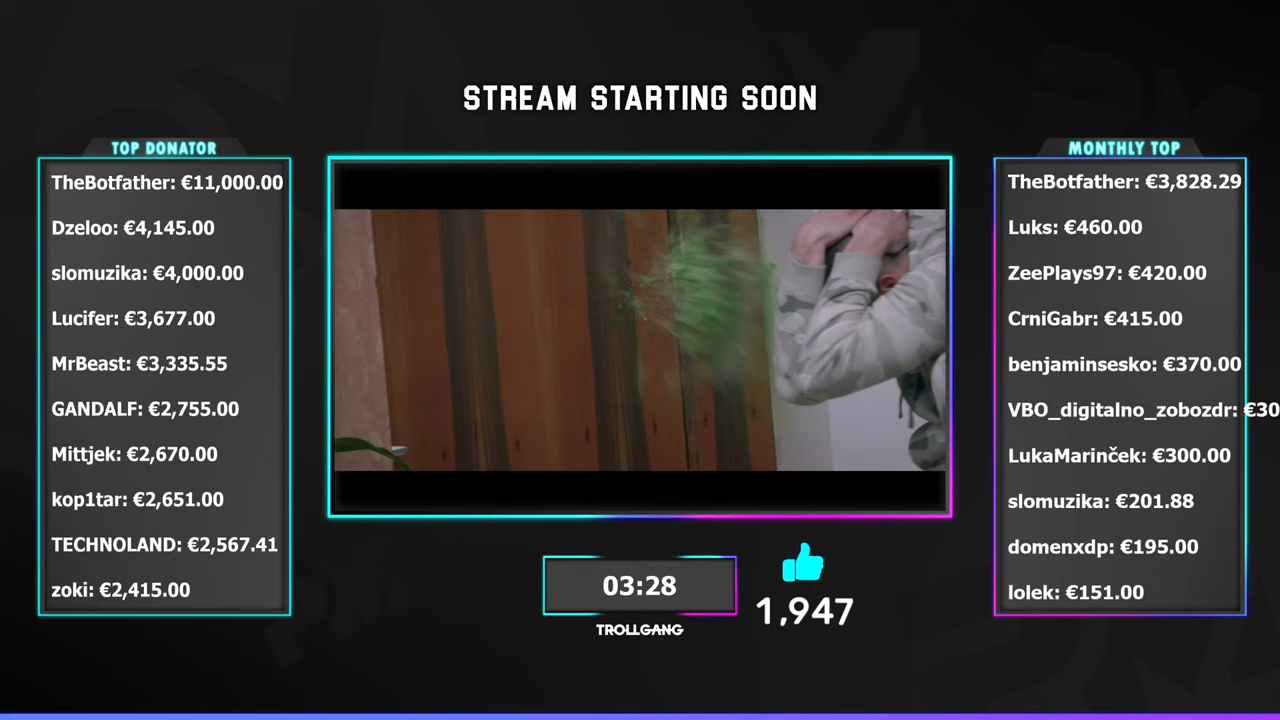 STREAM STARTING SOON
TOP DONATOR
TheBotfather: €11,000.00
Dzeloo: €4,145.00
slomuzika: €4,000.00
Lucifer: €3,677.00
MrBeast: €3,335.55
GANDALF: €2,755.00
Mittjek: €2,670.00
kop1tar: €2,651.00
TECHNOLAND: €2,567.41
zoki: €2,415.00
03:28
TROLLGANG
1,947
MONTHLY TOP
TheBotfather: €3,828.29
Luks: €460.00
ZeePlays97: €420.00
CrniGabr: €415.00
benjaminsesko: €370.00
VBO_digitalno_zobozdr: €30
LukaMarinček: €300.00
slomuzika: €201.88
domenxdp: €195.00
lolek: €151.00